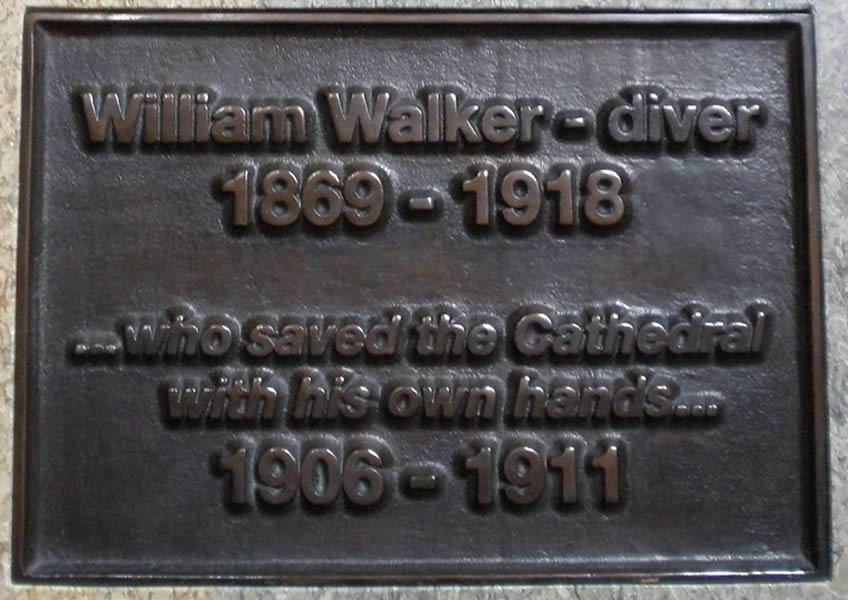 William Walker - diver
1869 - 1918
...who saved the Cathedral
with his own hands...
1906 - 1911